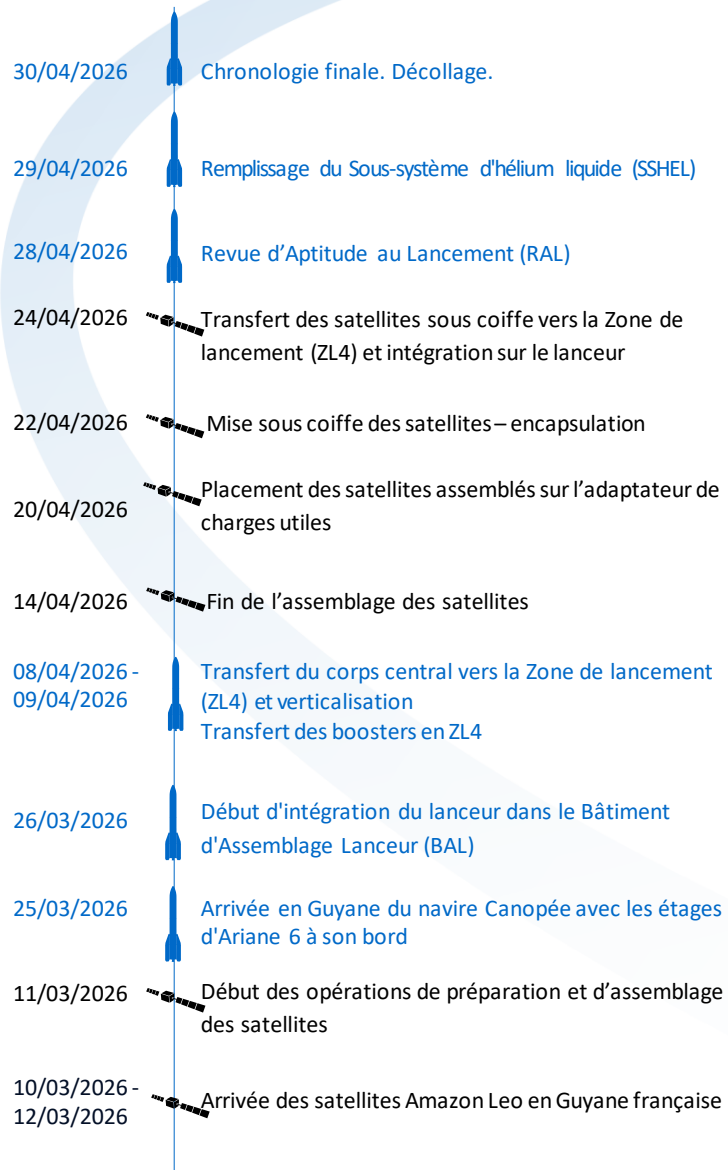 30/04/2026 Chronologie finale. Décollage.
29/04/2026 Remplissage du Sous-système d'hélium liquide (SSHEL)
28/04/2026 Revue d’Aptitude au Lancement (RAL)
24/04/2026 Transfert des satellites sous coiffe vers la Zone de
lancement (ZL4) et intégration sur le lanceur
22/04/2026 Mise sous coiffe des satellites – encapsulation
20/04/2026 Placement des satellites assemblés sur l’adaptateur de
charges utiles
14/04/2026 Fin de l’assemblage des satellites
08/04/2026 - Transfert du corps central vers la Zone de lancement
09/04/2026 (ZL4) et verticalisation
Transfert des boosters en ZL4
26/03/2026 Début d'intégration du lanceur dans le Bâtiment
d'Assemblage Lanceur (BAL)
25/03/2026 Arrivée en Guyane du navire Canopée avec les étages
d'Ariane 6 à son bord
11/03/2026 Début des opérations de préparation et d’assemblage
des satellites
10/03/2026 - Arrivée des satellites Amazon Leo en Guyane française
12/03/2026